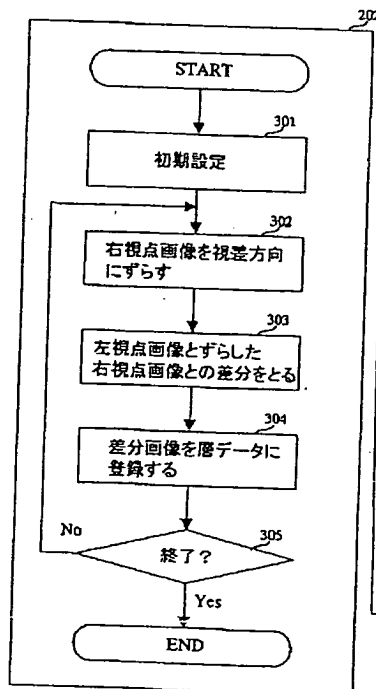 202
START
301
初期設定
302
右視点画像を視差方向
にずらす
303
左視点画像とずらした
右視点画像との差分をとる
304
差分画像を層データに
登録する
No
終了?
305
Yes
END